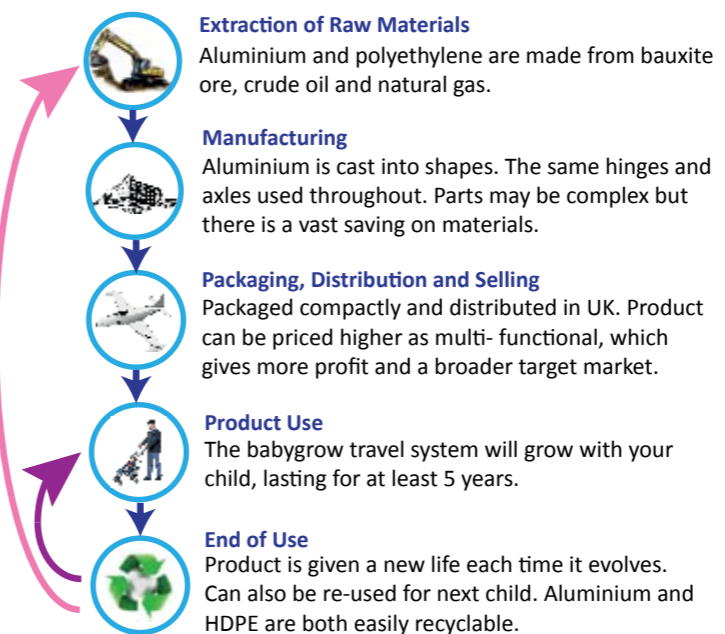 Extraction of Raw Materials
Aluminium and polyethylene are made from bauxite
ore, crude oil and natural gas.
Manufacturing
Aluminium is cast into shapes. The same hinges and
axles used throughout. Parts may be complex but
there is a vast saving on materials.
Packaging, Distribution and Selling
Packaged compactly and distributed in UK. Product
can be priced higher as multi- functional, which
gives more profit and a broader target market.
Product Use
The babygrow travel system will grow with your
child, lasting for at least 5 years.
End of Use
Product is given a new life each time it evolves.
Can also be re-used for next child. Aluminium and
HDPE are both easily recyclable.